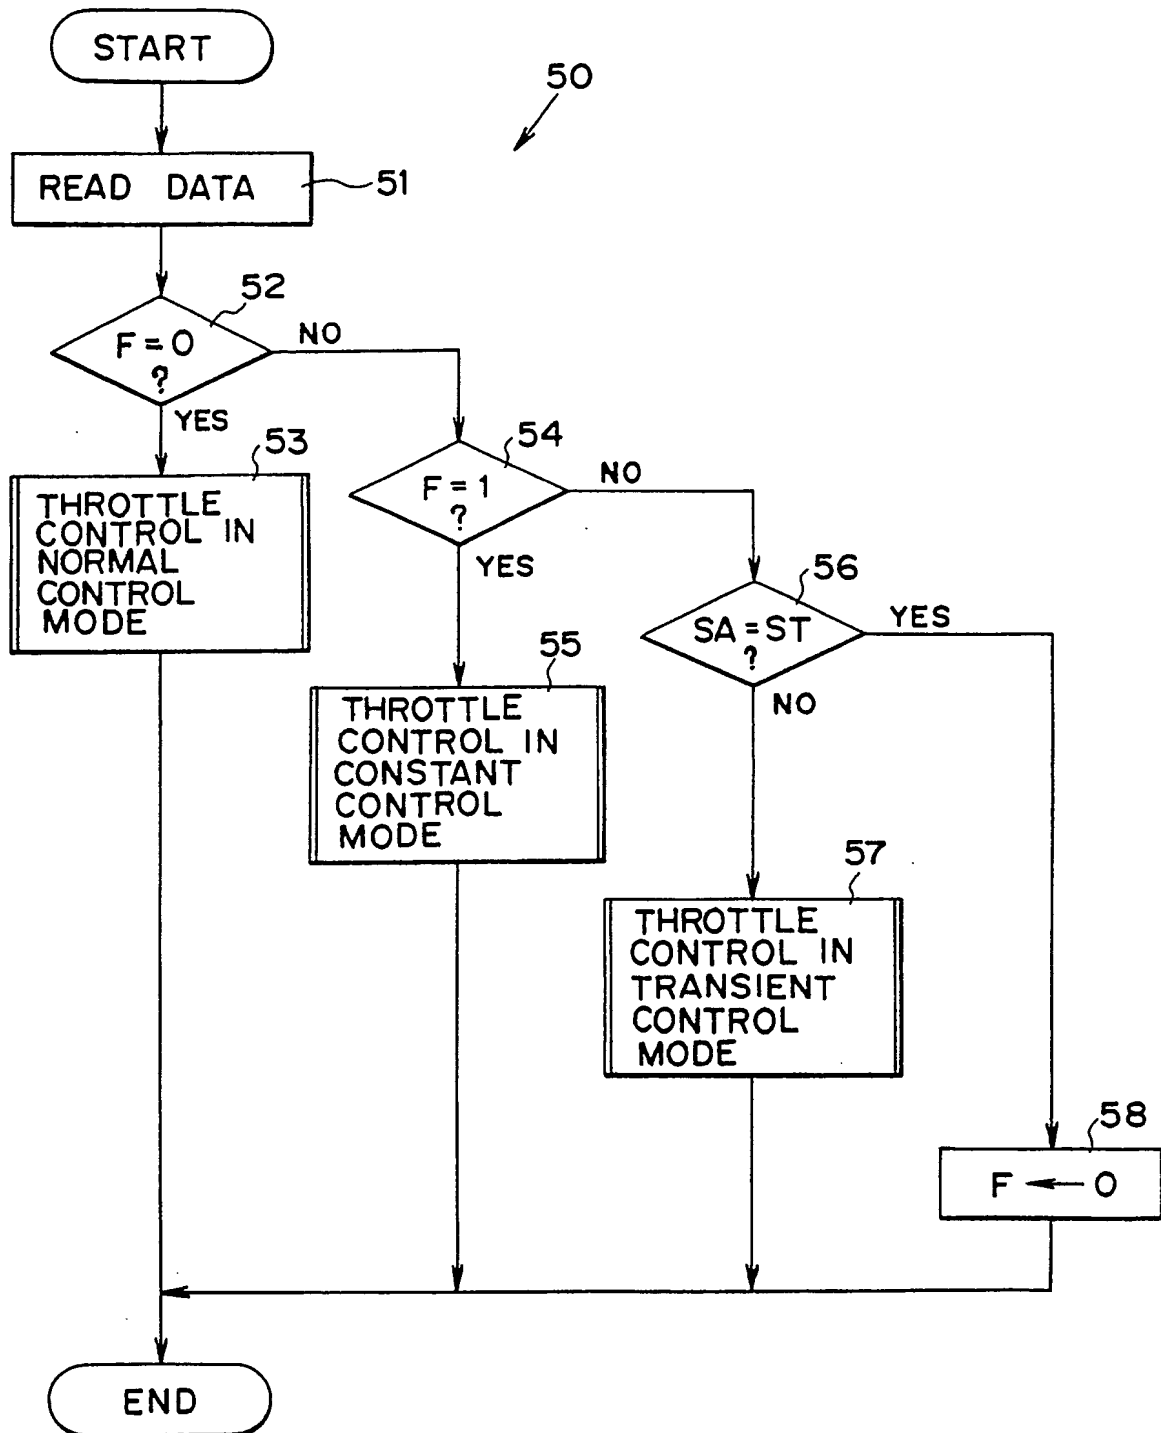 START
50
READ DATA
51
52
F = 0
?
NO
YES
53
THROTTLE
CONTROL IN
NORMAL
CONTROL
MODE
54
F = 1
?
NO
YES
55
THROTTLE
CONTROL IN
CONSTANT
CONTROL
MODE
56
SA = ST
?
YES
NO
57
THROTTLE
CONTROL IN
TRANSIENT
CONTROL
MODE
58
F ← 0
END